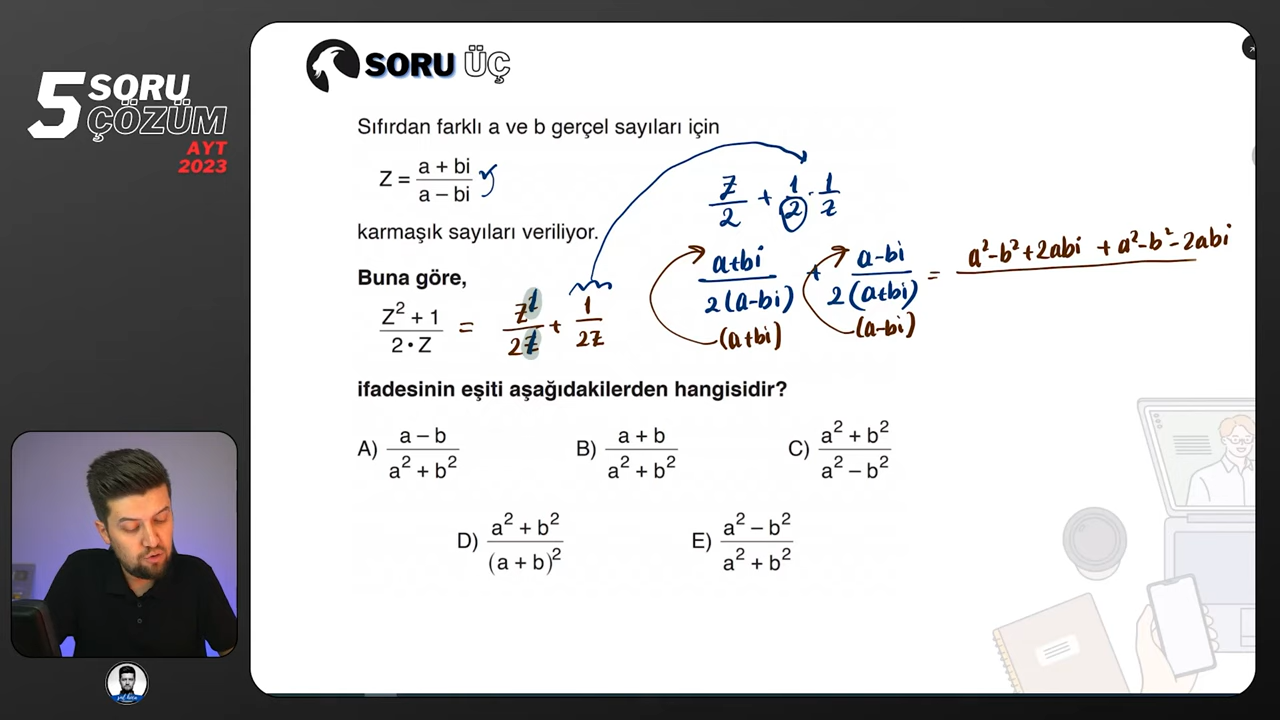 5 SORU
ÇÖZÜM
AYT
2023
SORU ÜÇ
Sıfırdan farklı a ve b gerçel sayıları için
Z = (a + bi)/(a − bi)
karmaşık sayıları veriliyor.
Buna göre,
(Z² + 1)/(2 • Z) = z²/2z + 1/2z
z/2 + 1/2 · 1/z
(a+bi)/(2(a-bi)) + (a-bi)/(2(a+bi)) = a²-b²+2abi + a²-b²-2abi
(a+bi) (a-bi)
ifadesinin eşiti aşağıdakilerden hangisidir?
A) (a − b)/(a² + b²) B) (a + b)/(a² + b²) C) (a² + b²)/(a² − b²)
D) (a² + b²)/(a + b)² E) (a² − b²)/(a² + b²)